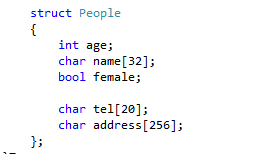 struct People
{
int age;
char name[32];
bool female;
char tel[20];
char address[256];
};